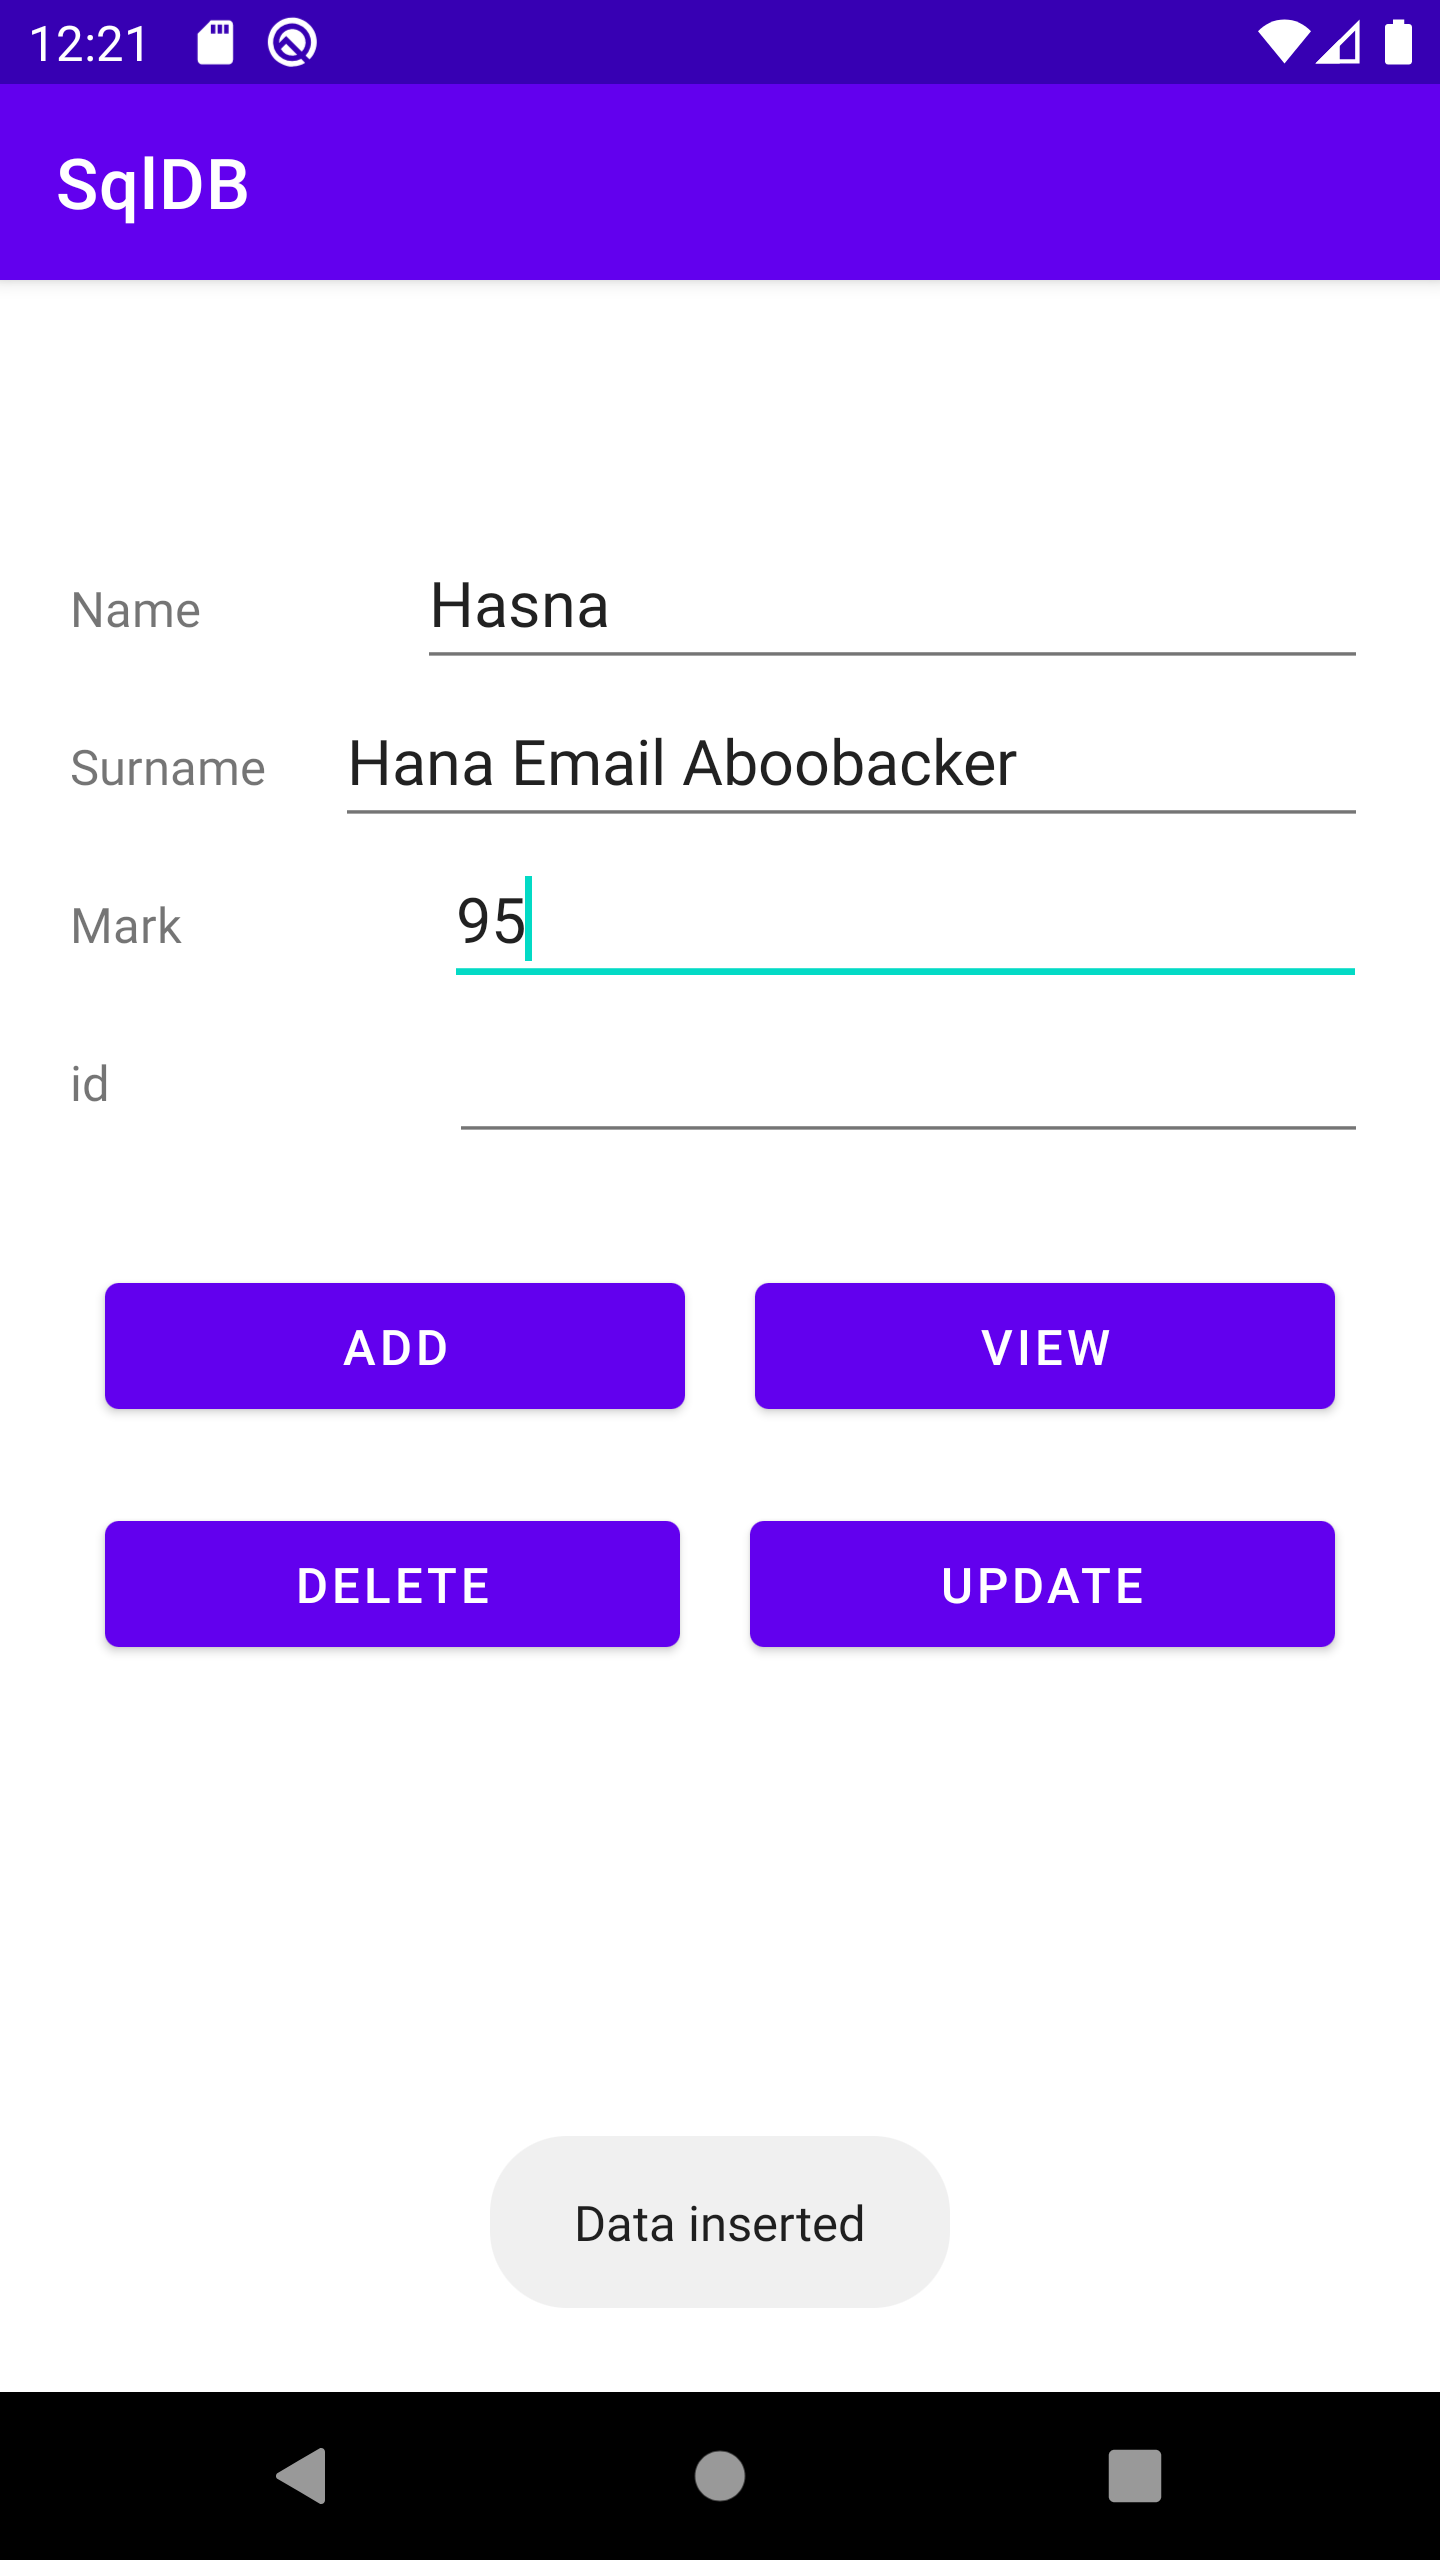 12:21
SqlDB
Name Hasna
Surname Hana Email Aboobacker
Mark 95
id
ADD VIEW
DELETE UPDATE
Data inserted